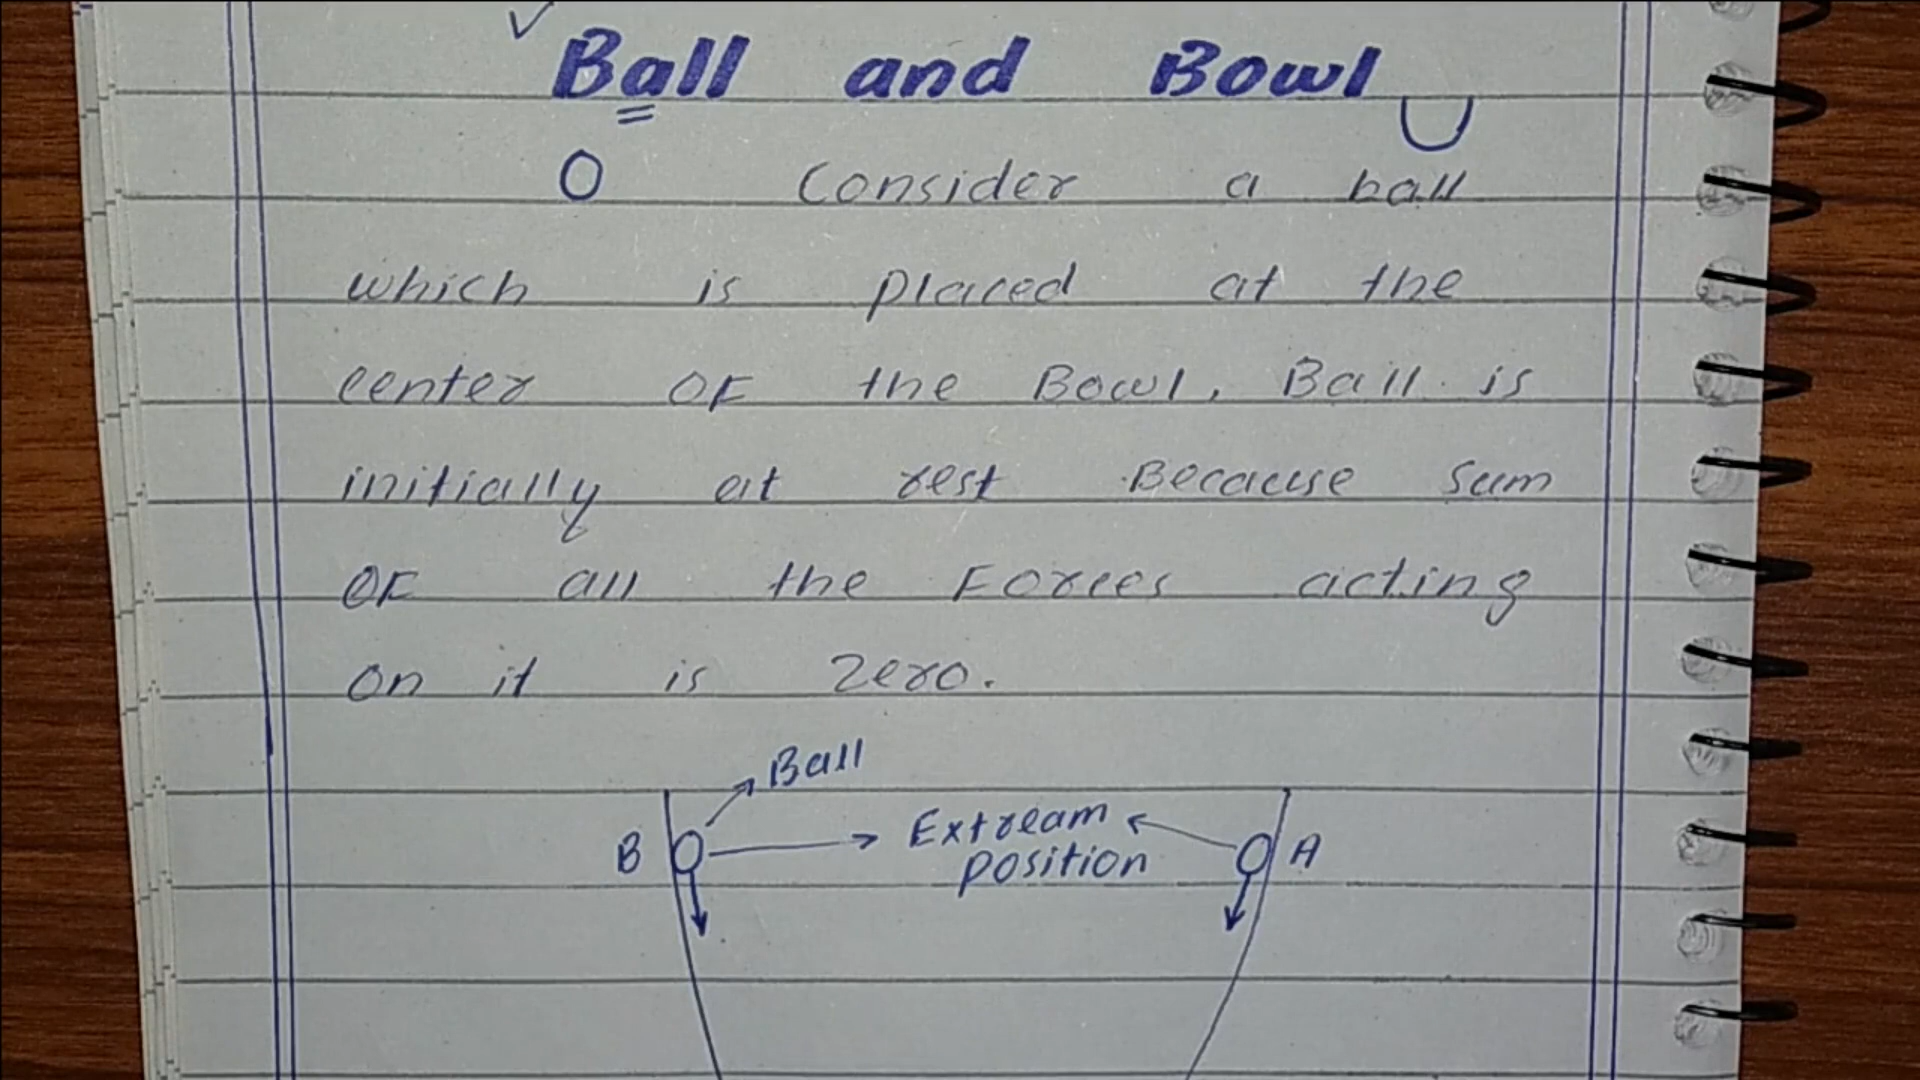 Ball and Bowl
Consider a ball
which is placed at the
center OF the Bowl. Ball is
initially at rest Because sum
OF all the Forces acting
on it is zero.
Ball
B Extream A
position